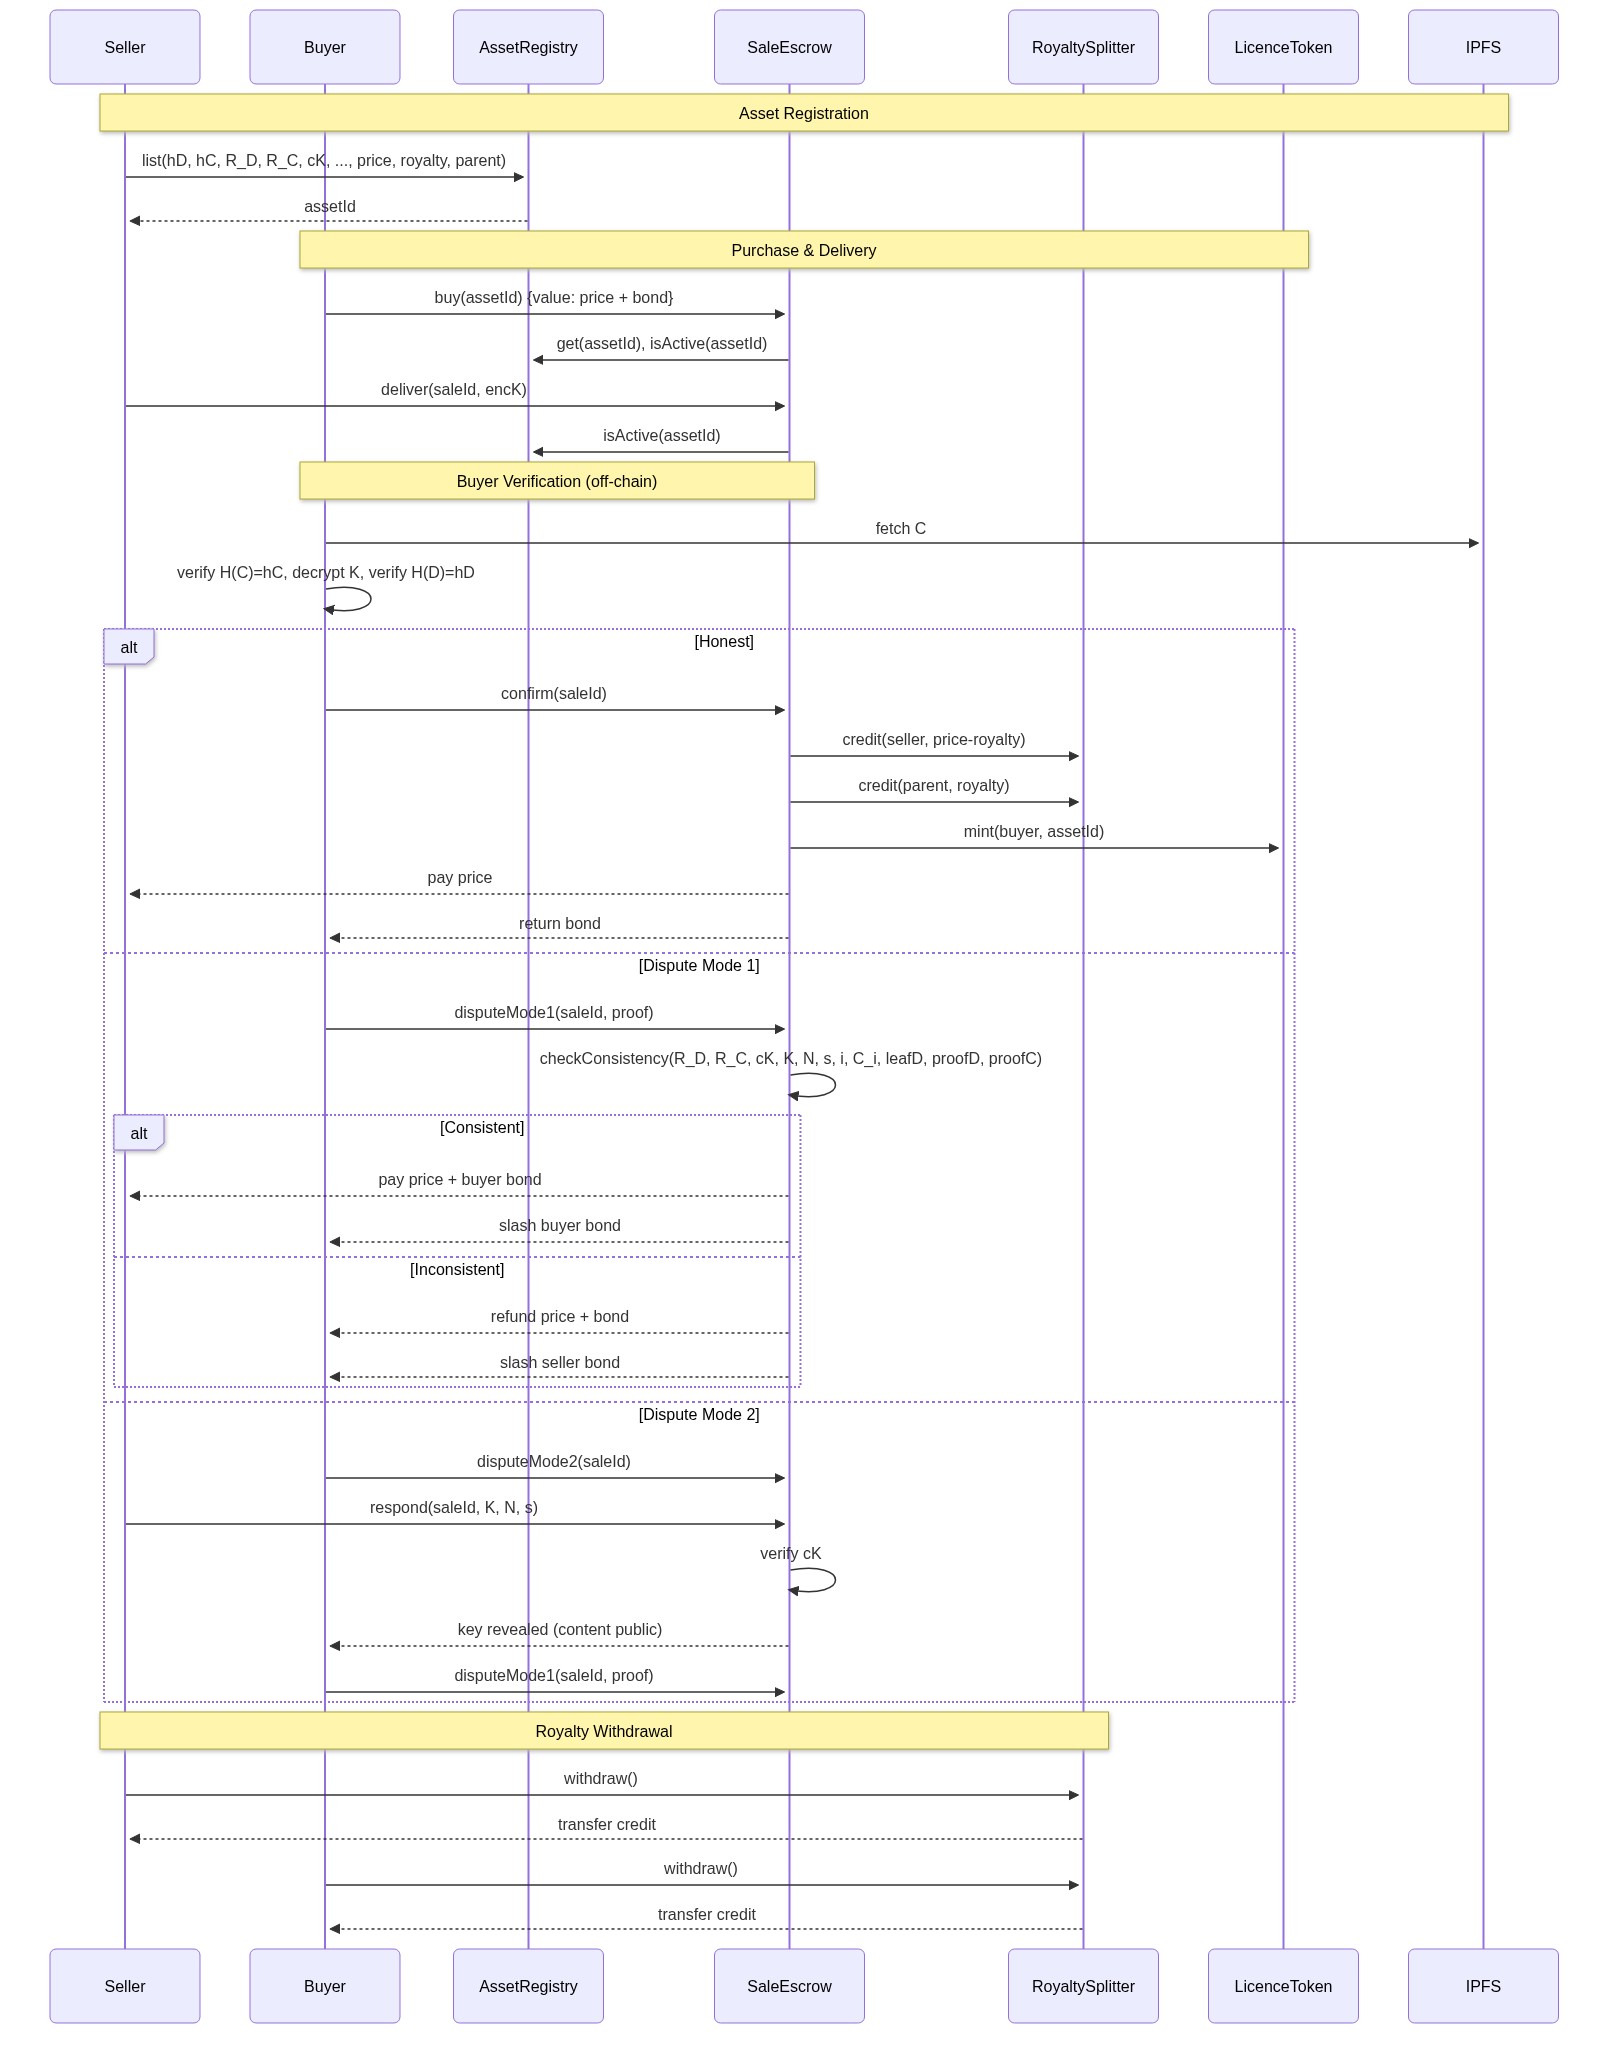 Seller
Buyer
AssetRegistry
SaleEscrow
RoyaltySplitter
LicenceToken
IPFS
Asset Registration
list(hD, hC, R_D, R_C, cK, ..., price, royalty, parent)
assetId
Purchase & Delivery
buy(assetId) {value: price + bond}
get(assetId), isActive(assetId)
deliver(saleId, encK)
isActive(assetId)
Buyer Verification (off-chain)
fetch C
verify H(C)=hC, decrypt K, verify H(D)=hD
alt
[Honest]
confirm(saleId)
credit(seller, price-royalty)
credit(parent, royalty)
mint(buyer, assetId)
pay price
return bond
[Dispute Mode 1]
disputeMode1(saleId, proof)
checkConsistency(R_D, R_C, cK, K, N, s, i, C_i, leafD, proofD, proofC)
alt
[Consistent]
pay price + buyer bond
slash buyer bond
[Inconsistent]
refund price + bond
slash seller bond
[Dispute Mode 2]
disputeMode2(saleId)
respond(saleId, K, N, s)
verify cK
key revealed (content public)
disputeMode1(saleId, proof)
Royalty Withdrawal
withdraw()
transfer credit
withdraw()
transfer credit
Seller
Buyer
AssetRegistry
SaleEscrow
RoyaltySplitter
LicenceToken
IPFS